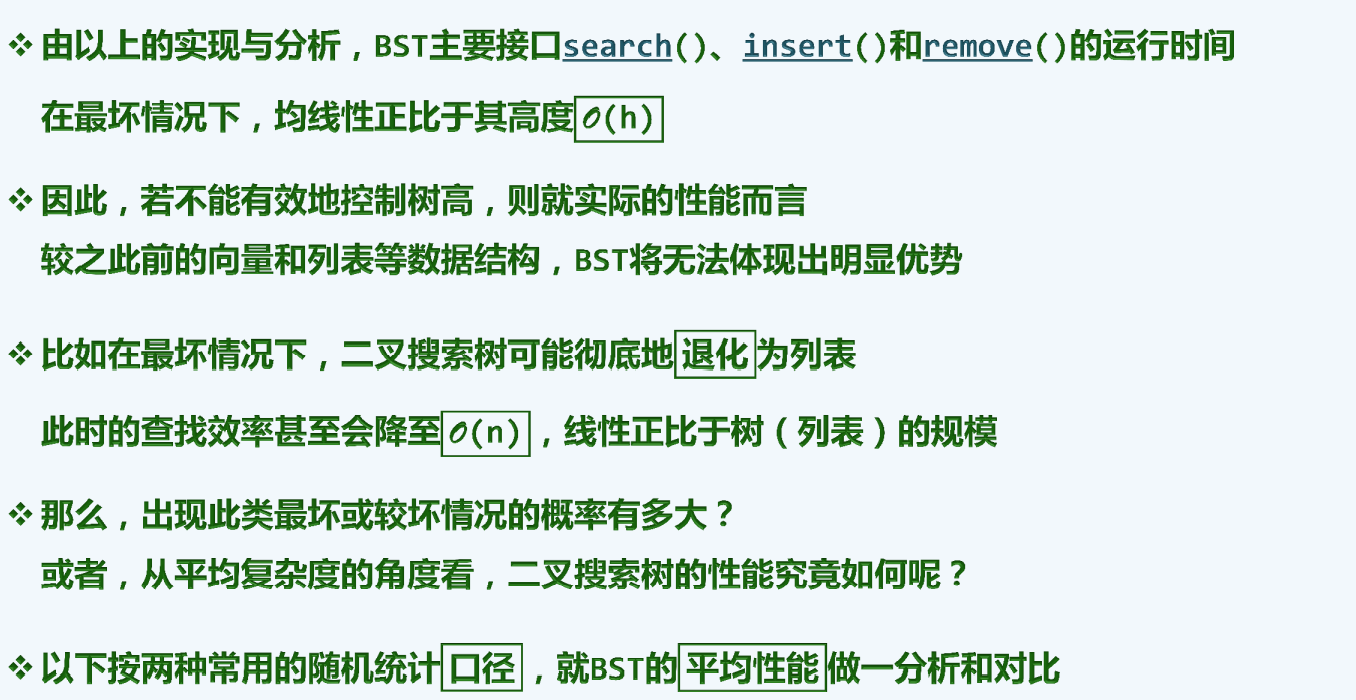 ❖ 由以上的实现与分析，BST主要接口search()、insert()和remove()的运行时间
在最坏情况下，均线性正比于其高度O(h)
❖ 因此，若不能有效地控制树高，则就实际的性能而言
较之此前的向量和列表等数据结构，BST将无法体现出明显优势
❖ 比如在最坏情况下，二叉搜索树可能彻底地退化为列表
此时的查找效率甚至会降至O(n)，线性正比于树（列表）的规模
❖ 那么，出现此类最坏或较坏情况的概率有多大？
或者，从平均复杂度的角度看，二叉搜索树的性能究竟如何呢？
❖ 以下按两种常用的随机统计口径，就BST的平均性能做一分析和对比